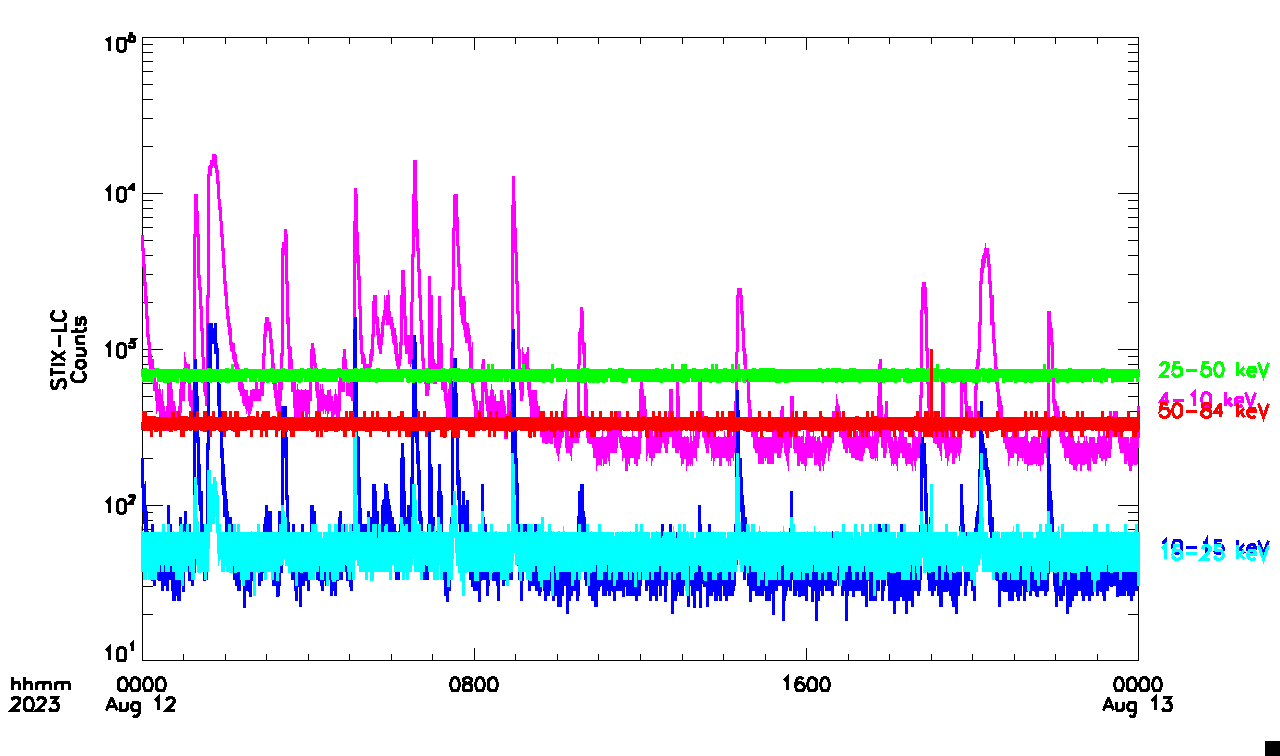 10^6
10^4
10^3
10^2
10^1
STIX-LC
Counts
25-50 keV
4-10 keV
50-84 keV
10-15 keV
15-25 keV
hhmm 0000 0800 1600 0000
2023 Aug 12 Aug 13